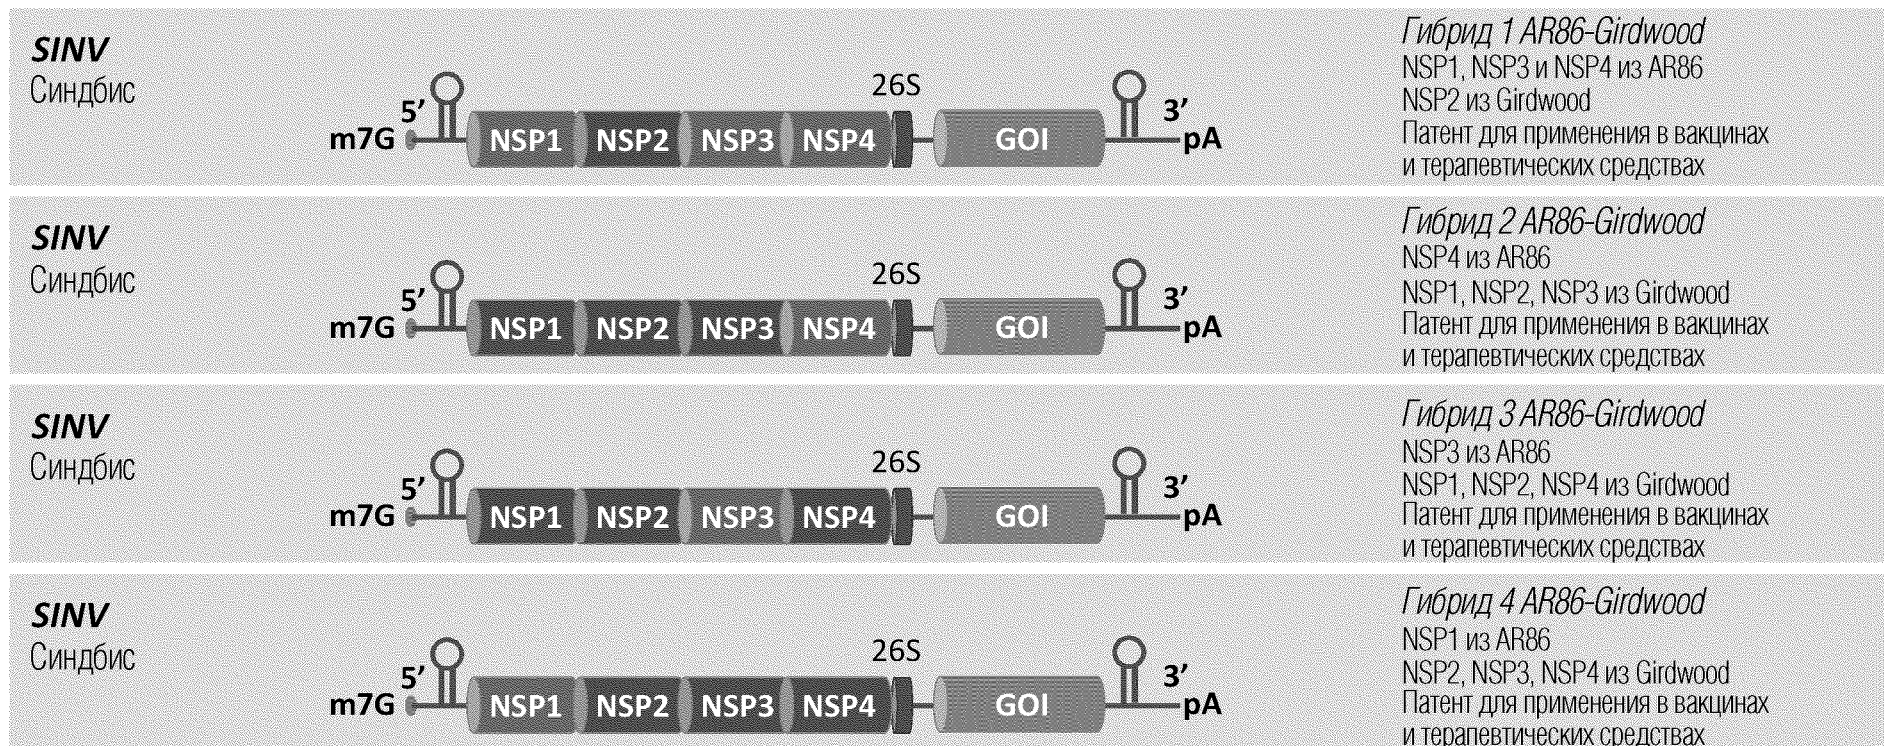 SINV
Синдбис
5’
m7G
NSP1
NSP2
NSP3
NSP4
26S
GOI
3’
pA
Гибрид 1 AR86-Girdwood
NSP1, NSP3 и NSP4 из AR86
NSP2 из Girdwood
Патент для применения в вакцинах
и терапевтических средствах
SINV
Синдбис
5’
m7G
NSP1
NSP2
NSP3
NSP4
26S
GOI
3’
pA
Гибрид 2 AR86-Girdwood
NSP4 из AR86
NSP1, NSP2, NSP3 из Girdwood
Патент для применения в вакцинах
и терапевтических средствах
SINV
Синдбис
5’
m7G
NSP1
NSP2
NSP3
NSP4
26S
GOI
3’
pA
Гибрид 3 AR86-Girdwood
NSP3 из AR86
NSP1, NSP2, NSP4 из Girdwood
Патент для применения в вакцинах
и терапевтических средствах
SINV
Синдбис
5’
m7G
NSP1
NSP2
NSP3
NSP4
26S
GOI
3’
pA
Гибрид 4 AR86-Girdwood
NSP1 из AR86
NSP2, NSP3, NSP4 из Girdwood
Патент для применения в вакцинах
и терапевтических средствах